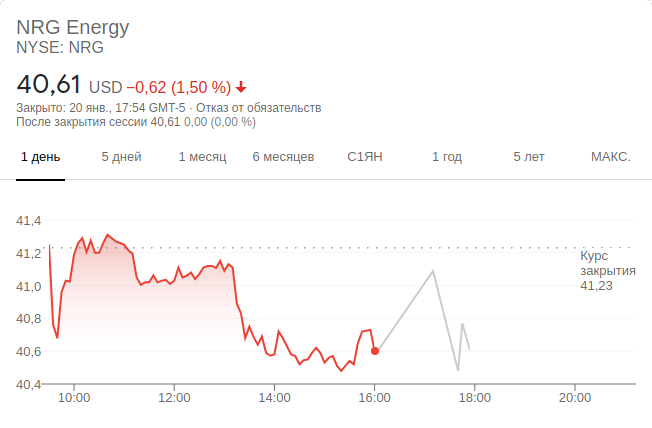 NRG Energy
NYSE: NRG
40,61 USD −0,62 (1,50 %)
Закрыто: 20 янв., 17:54 GMT-5 · Отказ от обязательств
После закрытия сессии 40,61 0,00 (0,00 %)
1 день 5 дней 1 месяц 6 месяцев С1ЯН 1 год 5 лет МАКС.
41,4
41,2
Курс
закрытия
41,23
41,0
40,8
40,6
40,4
10:00 12:00 14:00 16:00 18:00 20:00